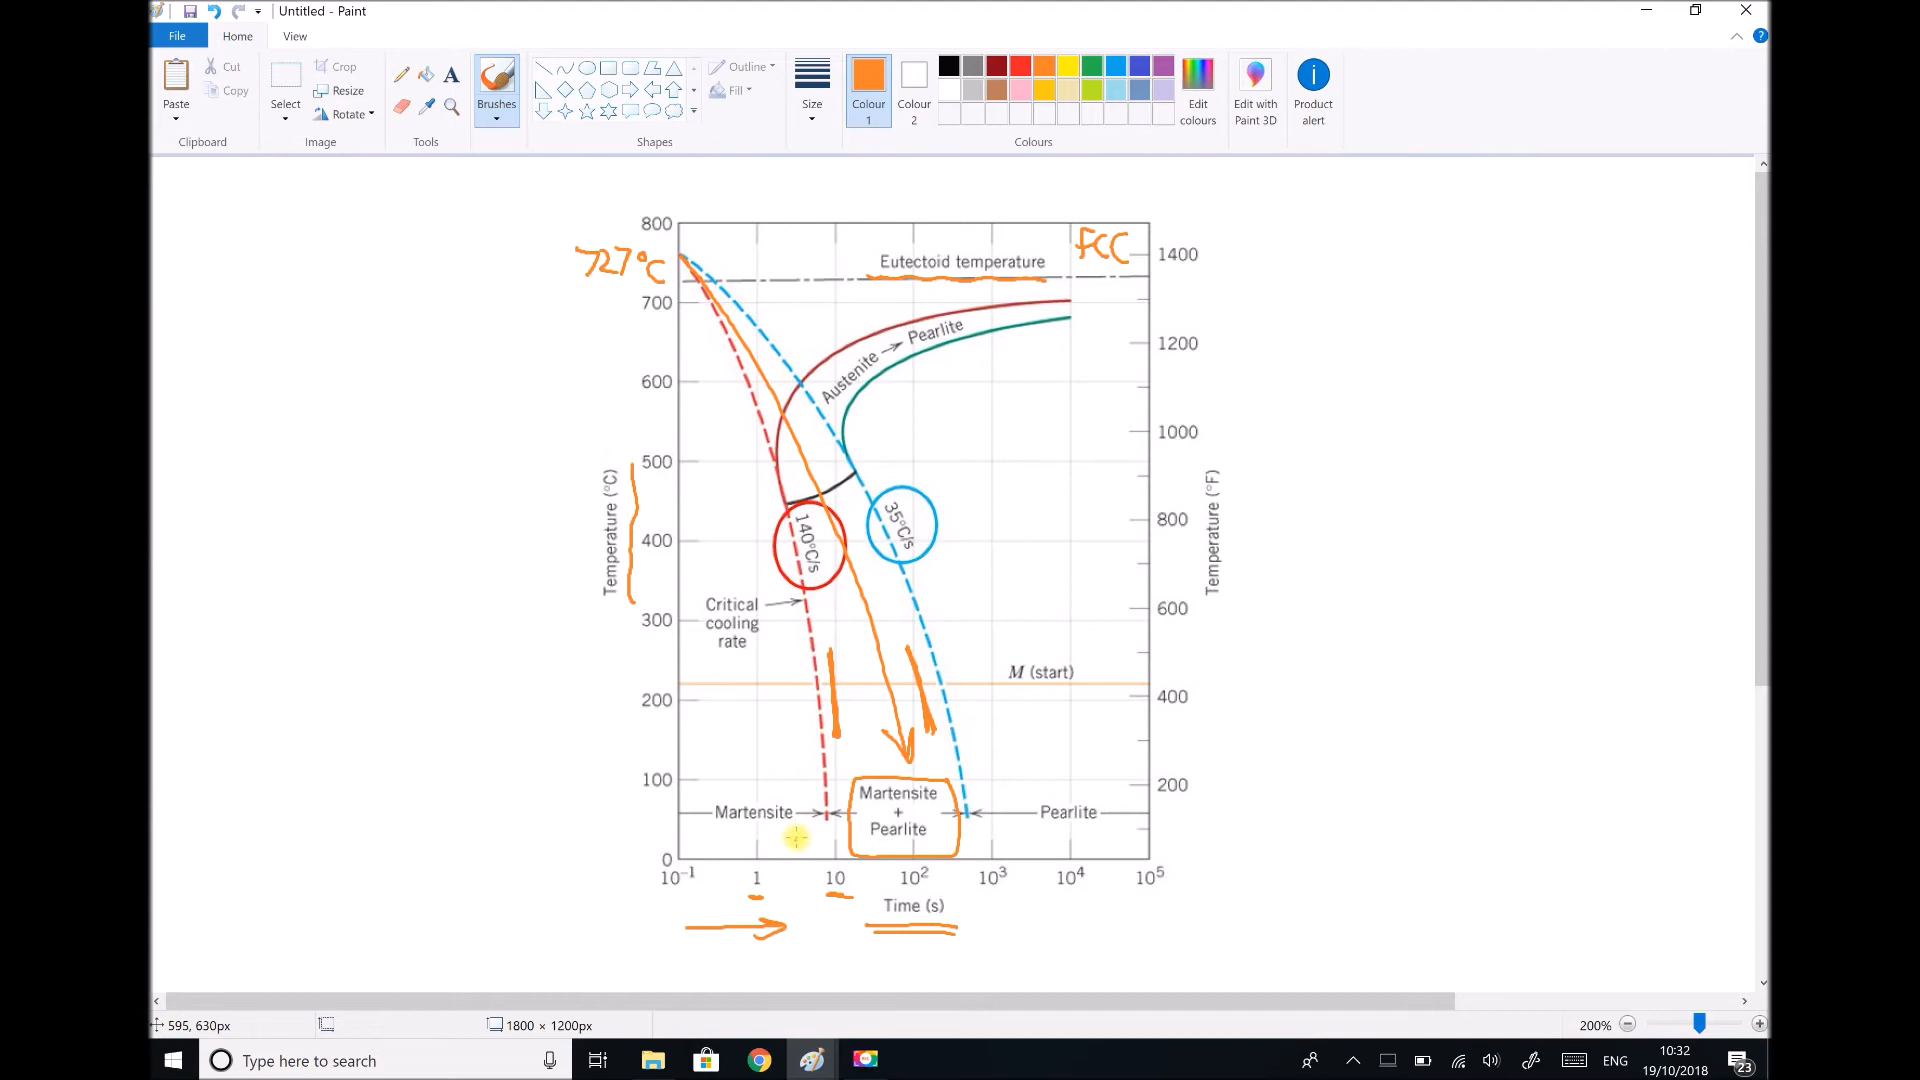 Untitled - Paint
File
Home
View
Paste
Cut
Copy
Clipboard
Select
Crop
Resize
Rotate
Image
A
Tools
Brushes
Shapes
Outline
Fill
Size
Colour
1
Colour
2
Edit
colours
Edit with
Paint 3D
Product
alert
Colours
727°C
FCC
Eutectoid temperature
800
700
600
500
400
300
200
100
0
Temperature (°C)
Austenite
Pearlite
140°C/s
35°C/s
Critical
cooling
rate
M (start)
Martensite
Martensite
+
Pearlite
Pearlite
1400
1200
1000
800
600
400
200
Temperature (°F)
10⁻¹
1
10
10²
10³
10⁴
10⁵
Time (s)
595, 630px
1800 × 1200px
200%
Type here to search
ENG
10:32
19/10/2018
23